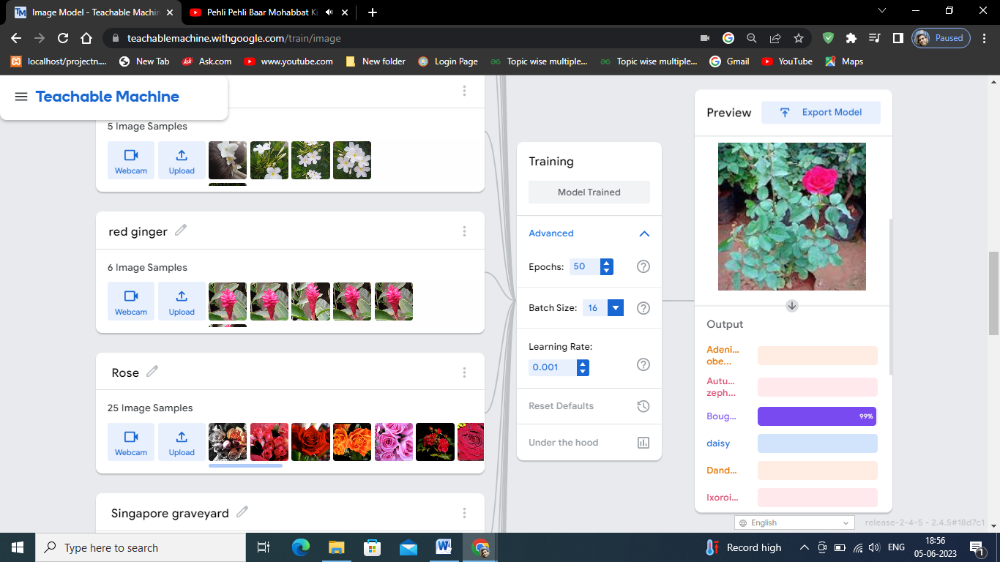 Image Model - Teachable Machin
Pehli Pehli Baar Mohabbat Ki
teachablemachine.withgoogle.com/train/image
Paused
localhost/projectn...
New Tab
Ask.com
www.youtube.com
New folder
Login Page
Topic wise multiple...
Topic wise multiple...
Gmail
YouTube
Maps
Teachable Machine
5 Image Samples
Webcam
Upload
red ginger
6 Image Samples
Webcam
Upload
Rose
25 Image Samples
Webcam
Upload
Singapore graveyard
Training
Model Trained
Advanced
Epochs: 50
Batch Size: 16
Learning Rate:
0.001
Reset Defaults
Under the hood
Preview
Export Model
Output
Adeni...
obe...
Autu...
zeph...
Boug... 99%
daisy
Dand...
Ixoroi...
English
release-2-4-5 - 2.4.5#18d7c1
Type here to search
Record high
ENG
18:56
05-06-2023
1